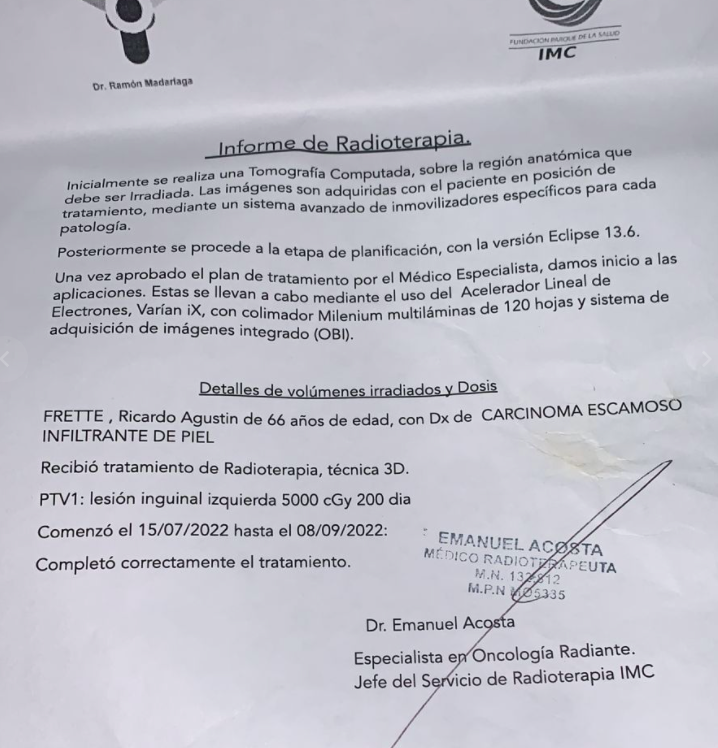 Dr. Ramón Madariaga
FUNDACIÓN PARQUE DE LA SALUD
IMC
Informe de Radioterapia.
Inicialmente se realiza una Tomografía Computada, sobre la región anatómica que
debe ser Irradiada. Las imágenes son adquiridas con el paciente en posición de
tratamiento, mediante un sistema avanzado de inmovilizadores específicos para cada
patología.
Posteriormente se procede a la etapa de planificación, con la versión Eclipse 13.6.
Una vez aprobado el plan de tratamiento por el Médico Especialista, damos inicio a las
aplicaciones. Estas se llevan a cabo mediante el uso del Acelerador Lineal de
Electrones, Varían iX, con colimador Milenium multiláminas de 120 hojas y sistema de
adquisición de imágenes integrado (OBI).
Detalles de volúmenes irradiados y Dosis
FRETTE , Ricardo Agustin de 66 años de edad, con Dx de CARCINOMA ESCAMOSO
INFILTRANTE DE PIEL
Recibió tratamiento de Radioterapia, técnica 3D.
PTV1: lesión inguinal izquierda 5000 cGy 200 dia
Comenzó el 15/07/2022 hasta el 08/09/2022:
Completó correctamente el tratamiento.
EMANUEL ACOSTA
MÉDICO RADIOTERAPEUTA
M.N.
M.P.N
Dr. Emanuel Acosta
Especialista en Oncología Radiante.
Jefe del Servicio de Radioterapia IMC